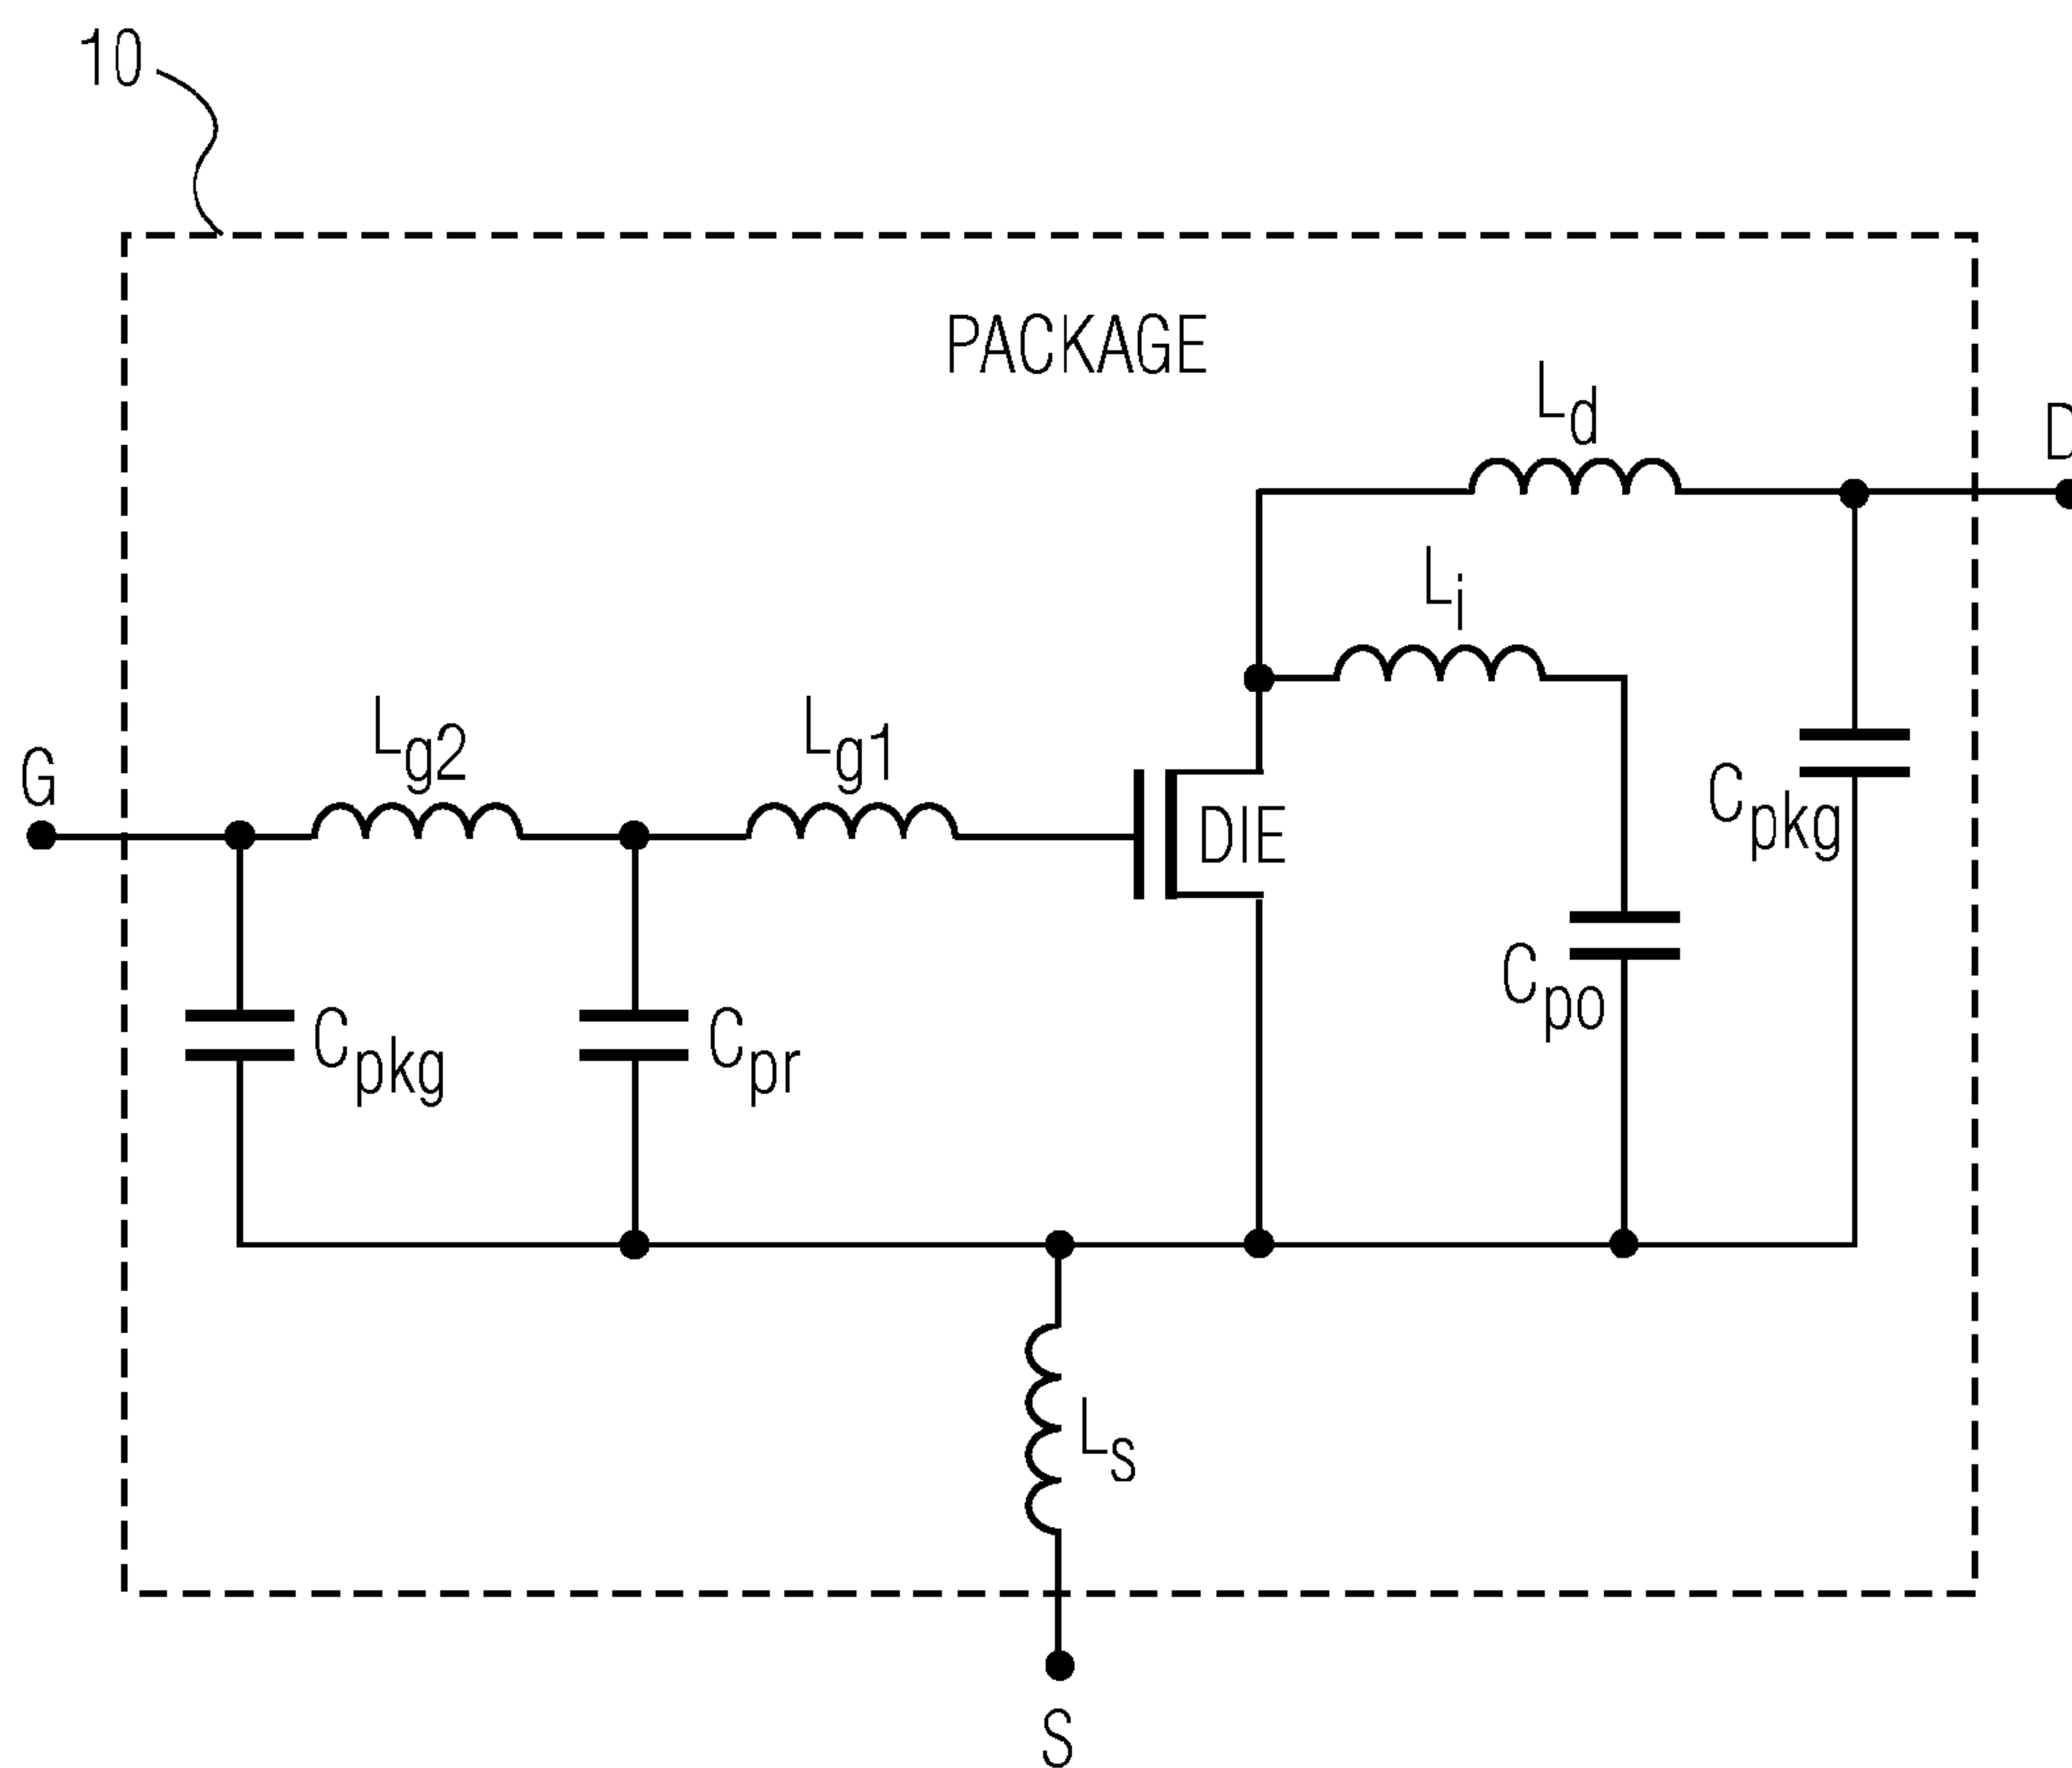 10
PACKAGE
Ld
D
Li
Lg2
Lg1
G
Cpkg
DIE
Cpo
Cpkg
Cpr
Ls
S